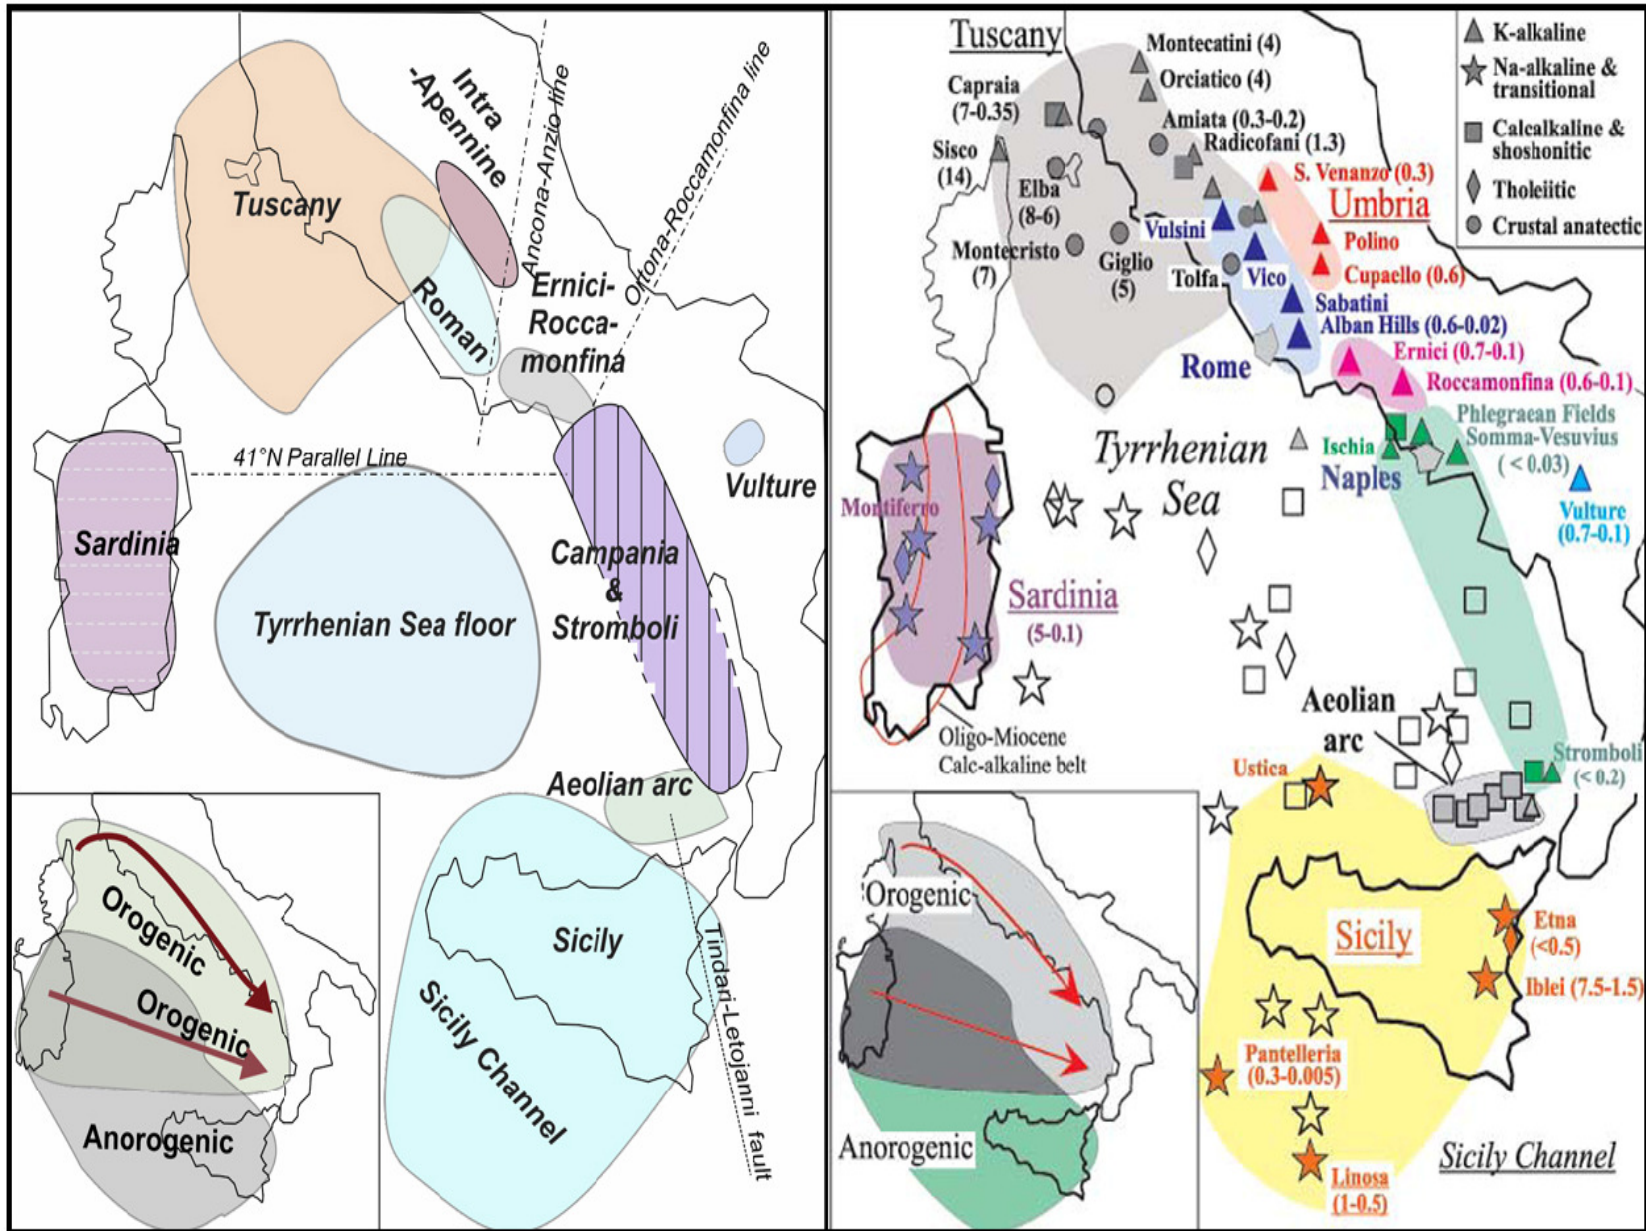 Intra
-Apennine
Ancona-Anzio line
Ortona-Roccamonfina line
Tuscany
Roman
Ernici-
Rocca-
monfina
41°N Parallel Line
Vulture
Sardinia
Campania
&
Stromboli
Tyrrhenian Sea floor
Aeolian arc
Sicily
Sicily Channel
Tindari-Letojanni fault
Orogenic
Orogenic
Anorogenic
Tuscany
Montecatini (4)
Orciatico (4)
Capraia
(7-0.35)
Amiata (0.3-0.2)
Radicofani (1.3)
Sisco
(14)
Elba
(8-6)
S. Venanzo (0.3)
Umbria
Vulsini
Polino
Montecristo
(7)
Giglio
(5)
Tolfa
Vico
Cupaello (0.6)
Sabatini
Alban Hills (0.6-0.02)
Rome
Ernici (0.7-0.1)
Roccamonfina (0.6-0.1)
Phlegraean Fields
Somma-Vesuvius
( < 0.03)
Ischia
Naples
Tyrrhenian
Sea
Vulture
(0.7-0.1)
Montiferro
Sardinia
(5-0.1)
Oligo-Miocene
Calc-alkaline belt
Aeolian
arc
Ustica
Stromboli
(< 0.2)
Sicily
Etna
(<0.5)
Iblei (7.5-1.5)
Pantelleria
(0.3-0.005)
Linosa
(1-0.5)
Sicily Channel
Orogenic
Anorogenic
K-alkaline
Na-alkaline &
transitional
Calcalkaline &
shoshonitic
Tholeiitic
Crustal anatectic